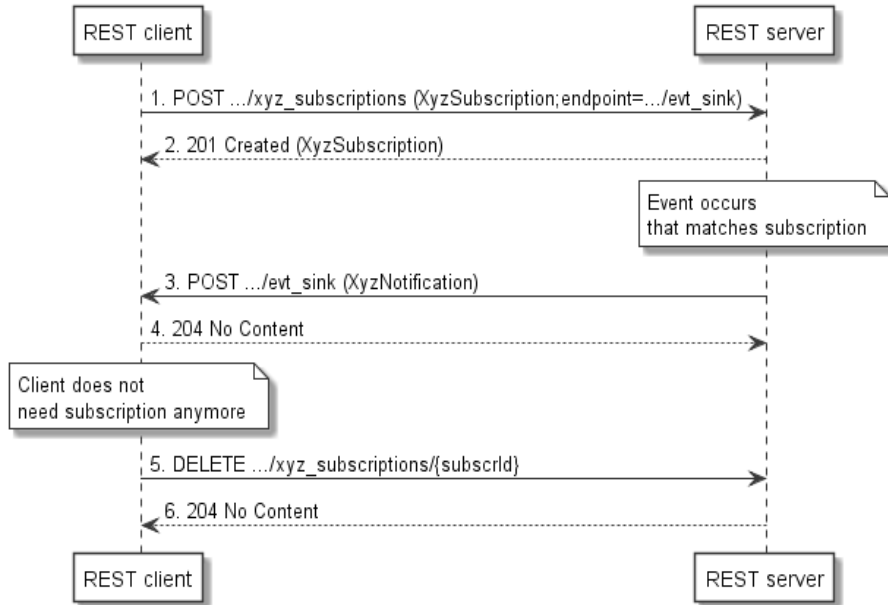 REST client
REST server
1. POST .../xyz_subscriptions (XyzSubscription;endpoint=.../evt_sink)
2. 201 Created (XyzSubscription)
Event occurs
that matches subscription
3. POST .../evt_sink (XyzNotification)
4. 204 No Content
Client does not
need subscription anymore
5. DELETE .../xyz_subscriptions/{subscrId}
6. 204 No Content
REST client
REST server